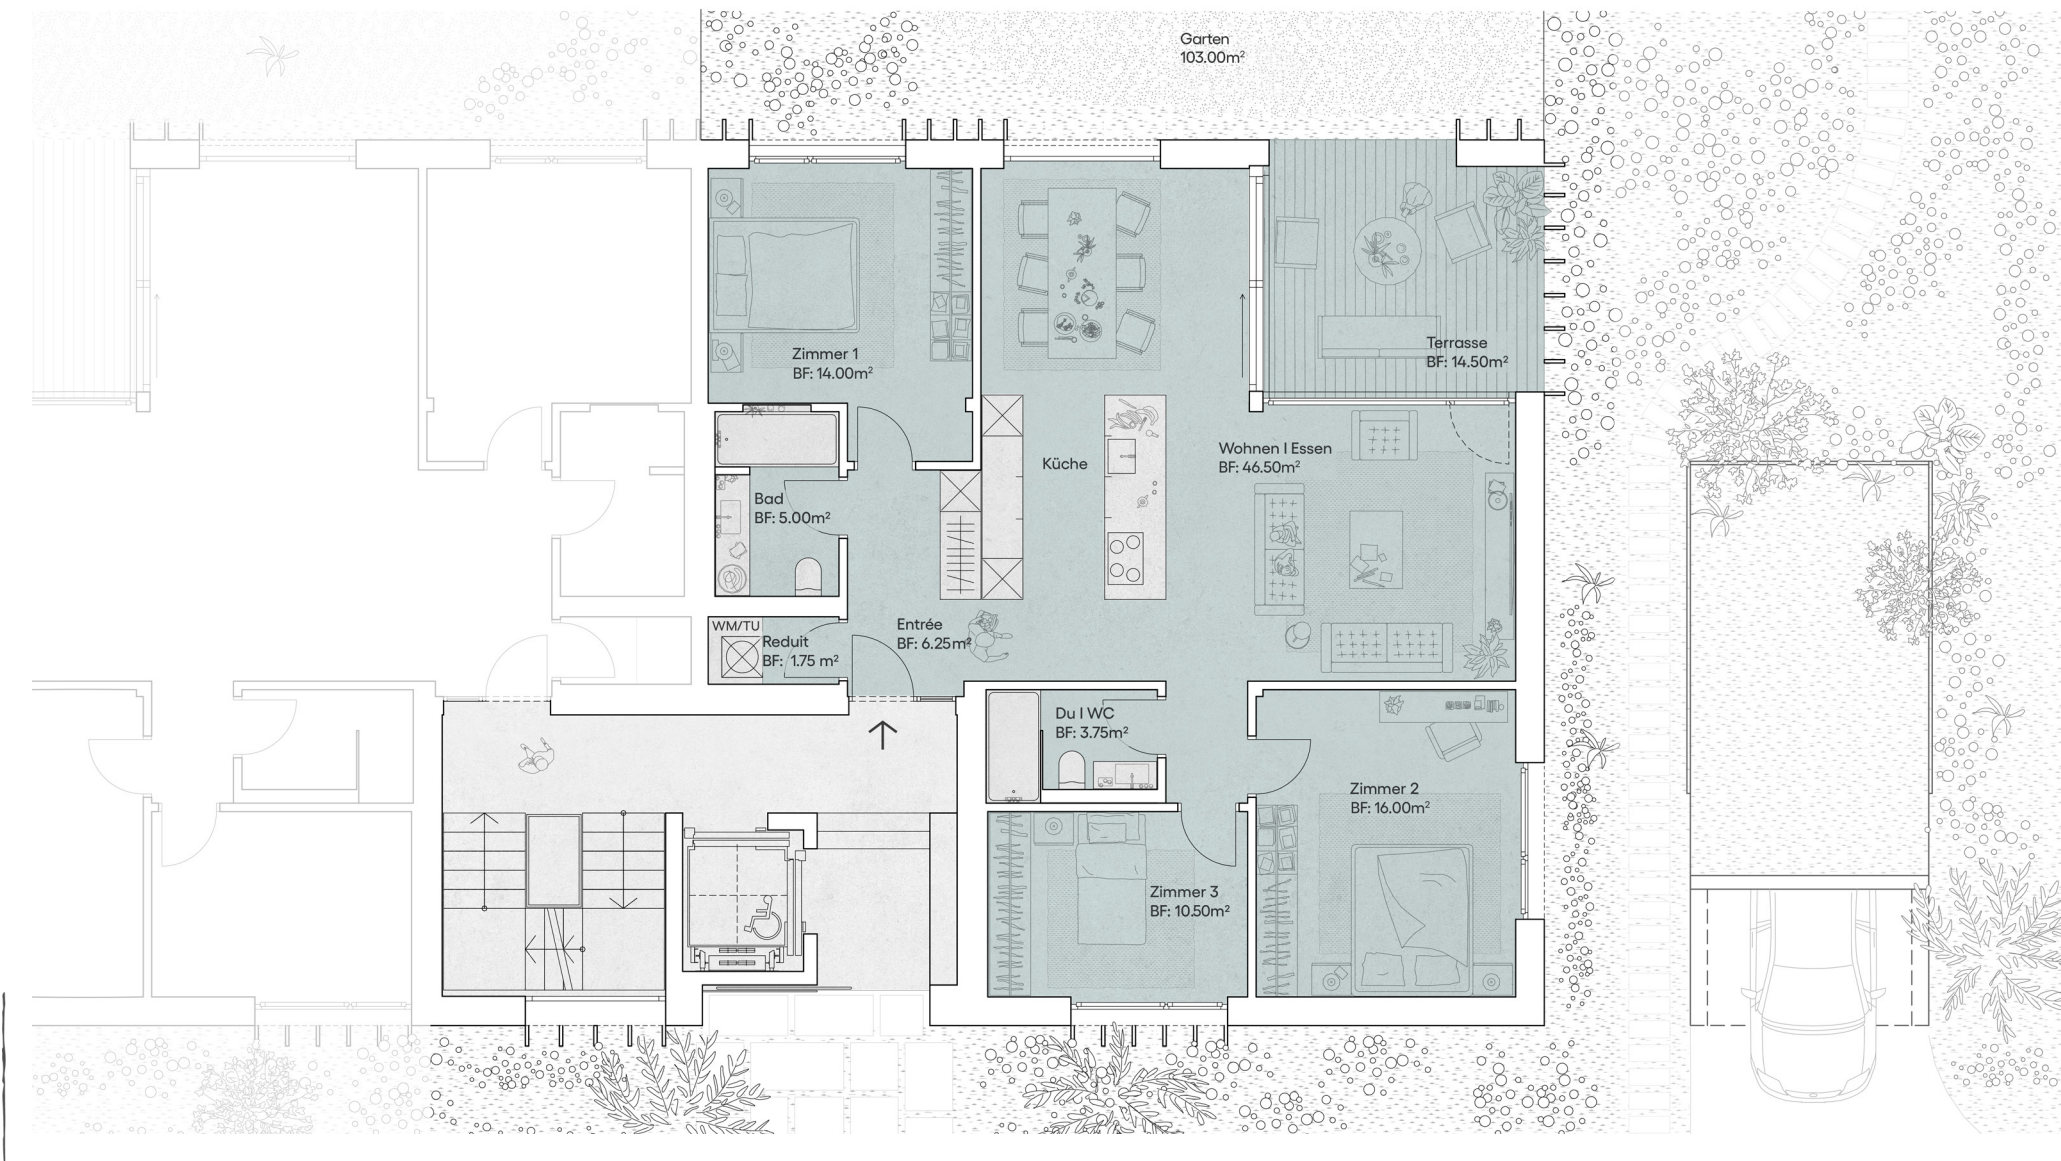 Garten
103.00m²
Zimmer 1
BF: 14.00m²
Terrasse
BF: 14.50m²
Küche
Wohnen I Essen
BF: 46.50m²
Bad
BF: 5.00m²
Entrée
BF: 6.25m²
WM/TU
Reduit
BF: 1.75 m²
Du I WC
BF: 3.75m²
Zimmer 2
BF: 16.00m²
Zimmer 3
BF: 10.50m²